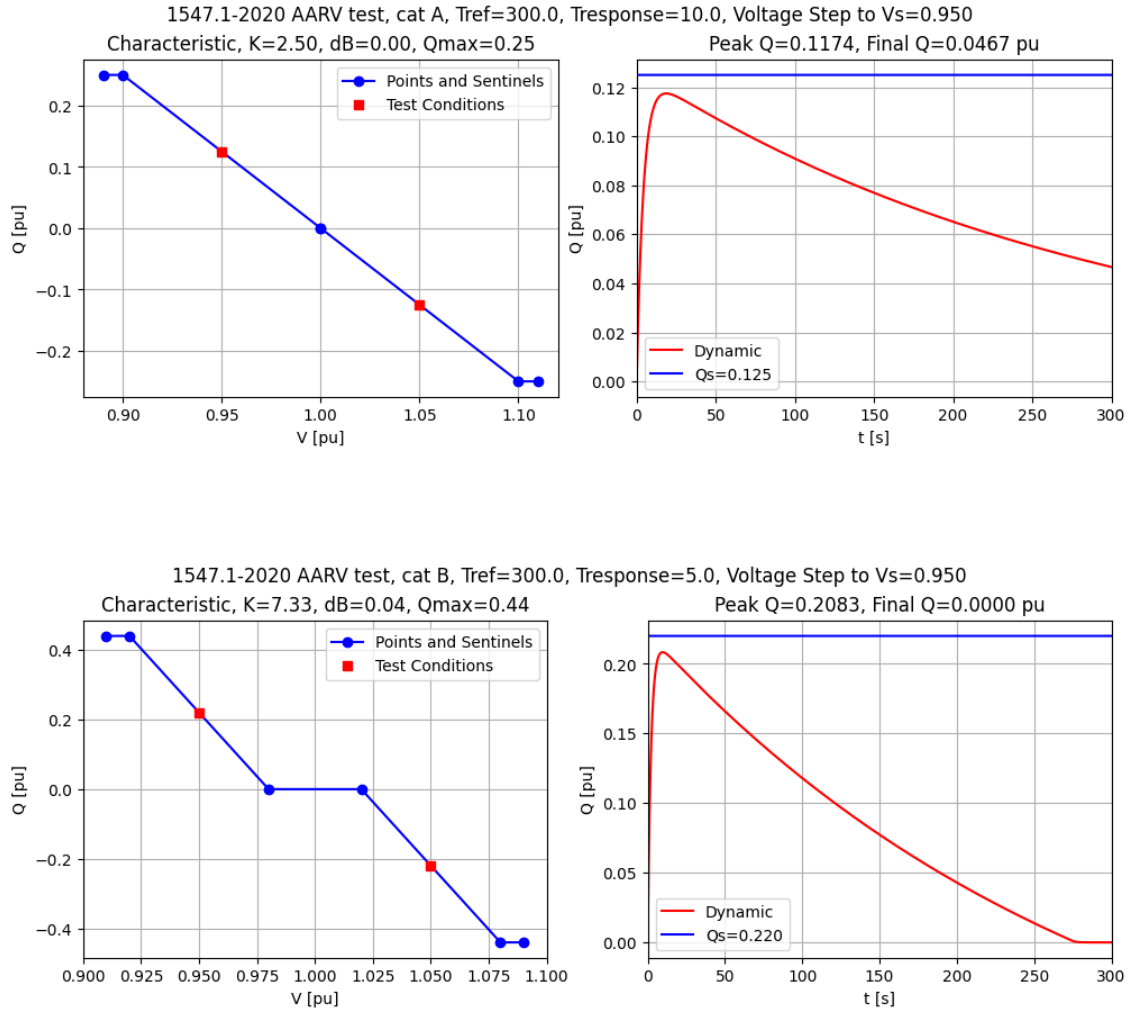 1547.1-2020 AARV test, cat A, Tref=300.0, Tresponse=10.0, Voltage Step to Vs=0.950
Characteristic, K=2.50, dB=0.00, Qmax=0.25
Points and Sentinels
Test Conditions
0.2
0.1
0.0
−0.1
−0.2
Q [pu]
0.90
0.95
1.00
1.05
1.10
V [pu]
Peak Q=0.1174, Final Q=0.0467 pu
0.12
0.10
0.08
0.06
0.04
0.02
0.00
Q [pu]
Dynamic
Qs=0.125
0
50
100
150
200
250
300
t [s]
1547.1-2020 AARV test, cat B, Tref=300.0, Tresponse=5.0, Voltage Step to Vs=0.950
Characteristic, K=7.33, dB=0.04, Qmax=0.44
Points and Sentinels
Test Conditions
0.4
0.2
0.0
−0.2
−0.4
Q [pu]
0.900
0.925
0.950
0.975
1.000
1.025
1.050
1.075
1.100
V [pu]
Peak Q=0.2083, Final Q=0.0000 pu
0.20
0.15
0.10
0.05
0.00
Q [pu]
Dynamic
Qs=0.220
0
50
100
150
200
250
300
t [s]